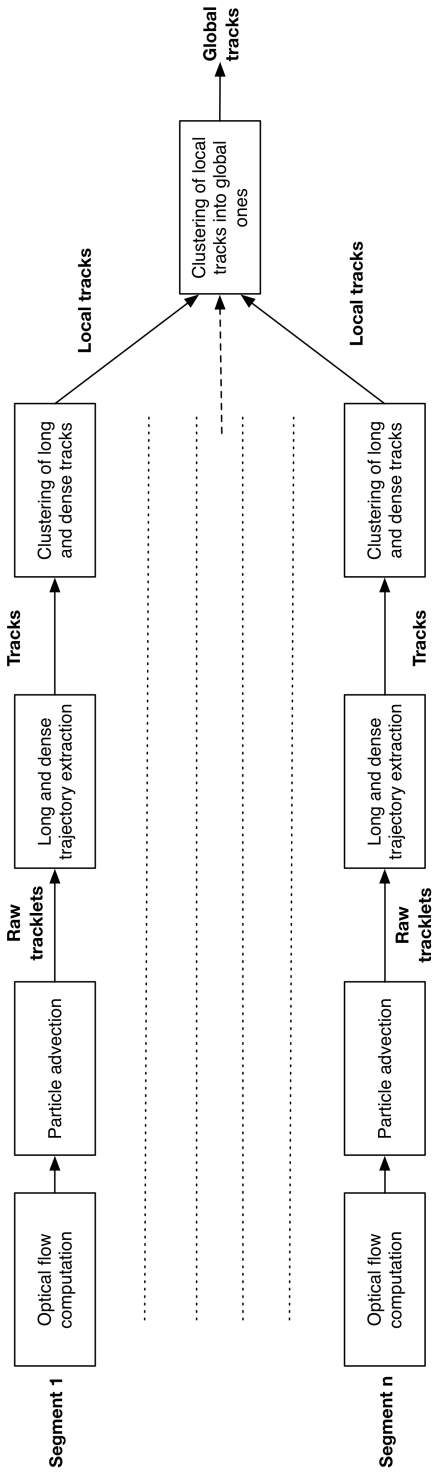 Segment 1
Optical flow
computation
Particle advection
Raw
tracklets
Long and dense
trajectory extraction
Tracks
Clustering of long
and dense tracks
Local tracks
Clustering of local
tracks into global
ones
Global
tracks
Segment n
Optical flow
computation
Particle advection
Raw
tracklets
Long and dense
trajectory extraction
Tracks
Clustering of long
and dense tracks
Local tracks